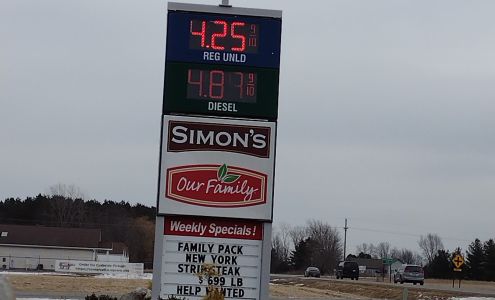 4.25 9/10
REG UNLD
4.87 9/10
DIESEL
SIMON'S
Our Family
Weekly Specials!
FAMILY PACK
NEW YORK
STRIP STEAK
$ 699 LB
HELP WANTED